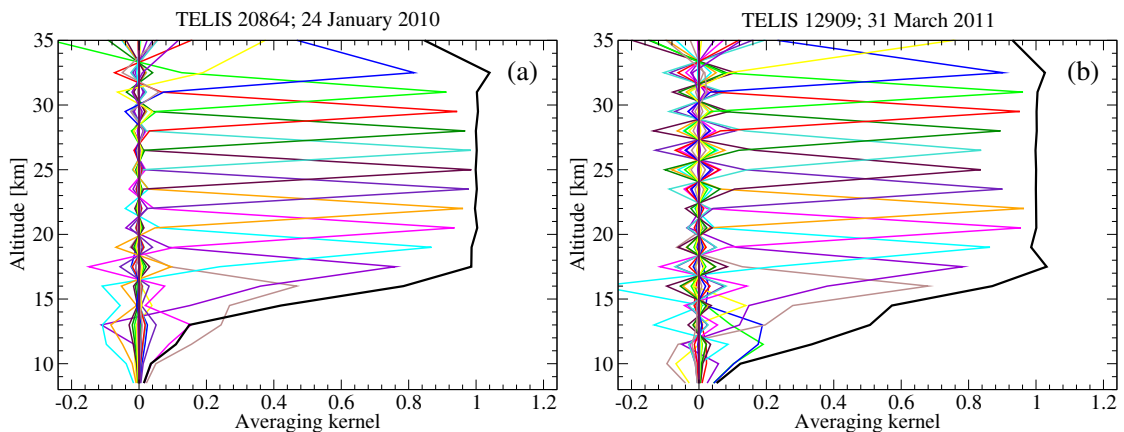 TELIS 20864; 24 January 2010
TELIS 12909; 31 March 2011
35
30
25
20
15
10
Altitude [km]
(a)
-0.2 0 0.2 0.4 0.6 0.8 1 1.2
Averaging kernel
35
30
25
20
15
10
Altitude [km]
(b)
-0.2 0 0.2 0.4 0.6 0.8 1 1.2
Averaging kernel